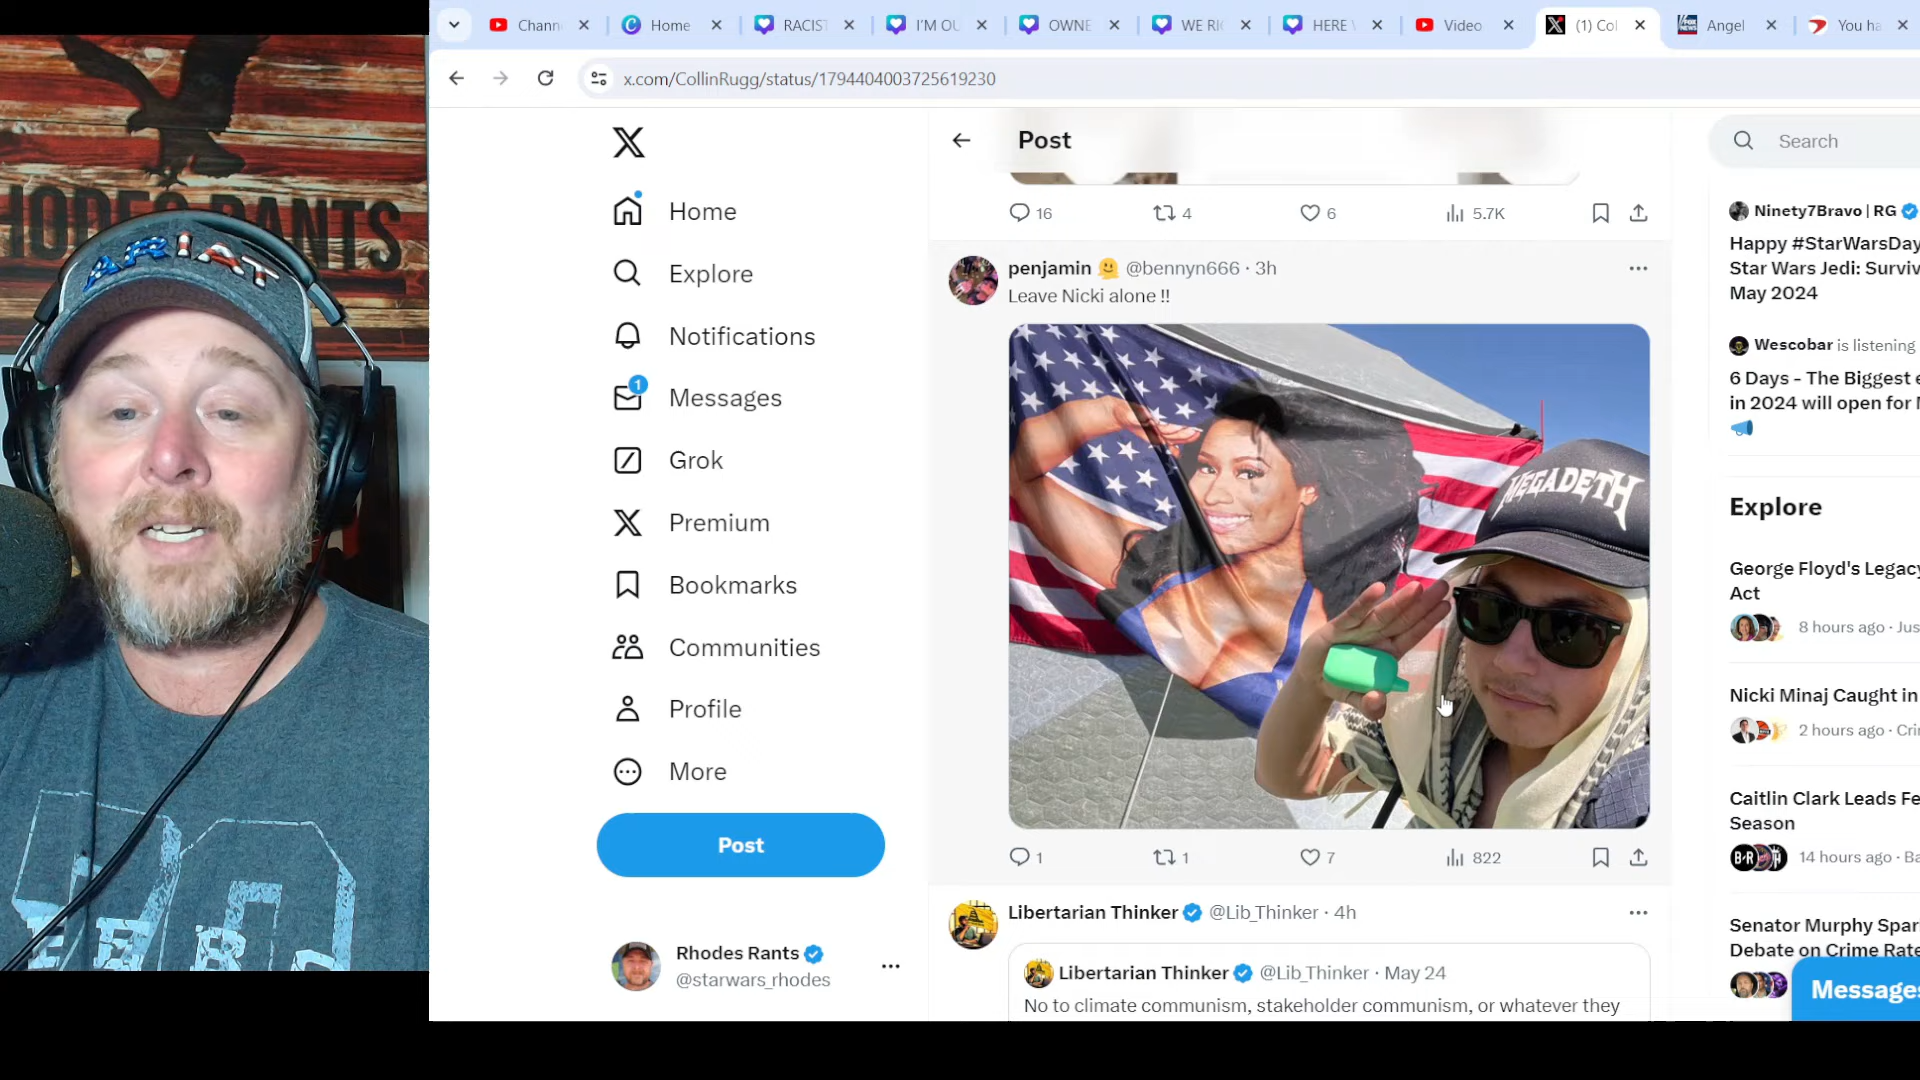 HODES RANTS
ARIAT
Chann
Home
RACIST
I'M OU
OWNE
WE RI
HERE
Video
(1) Col
Angel
You ha
x.com/CollinRugg/status/1794404003725619230
Home
Explore
Notifications
1
Messages
Grok
Premium
Bookmarks
Communities
Profile
More
Post
Rhodes Rants
@starwars_rhodes
Post
16
4
6
5.7K
penjamin @bennyn666 · 3h
Leave Nicki alone !!
MEGADETH
1
1
7
822
Libertarian Thinker @Lib_Thinker · 4h
Libertarian Thinker @Lib_Thinker · May 24
No to climate communism, stakeholder communism, or whatever they
Search
Ninety7Bravo | RG
Happy #StarWarsDay
Star Wars Jedi: Surviv
May 2024
Wescobar is listening
6 Days - The Biggest e
in 2024 will open for
Explore
George Floyd's Legacy
Act
8 hours ago · Jus
Nicki Minaj Caught in
2 hours ago · Cri
Caitlin Clark Leads Fe
Season
B/R
14 hours ago · Ba
Senator Murphy Spar
Debate on Crime Rate
Messages